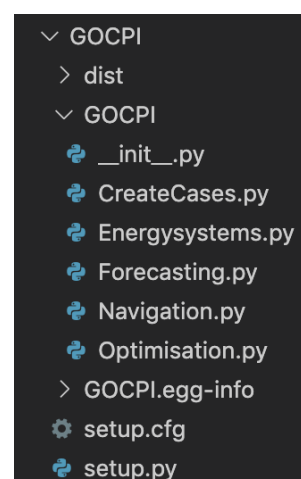 GOCPI
dist
GOCPI
__init__.py
CreateCases.py
Energysystems.py
Forecasting.py
Navigation.py
Optimisation.py
GOCPI.egg-info
setup.cfg
setup.py